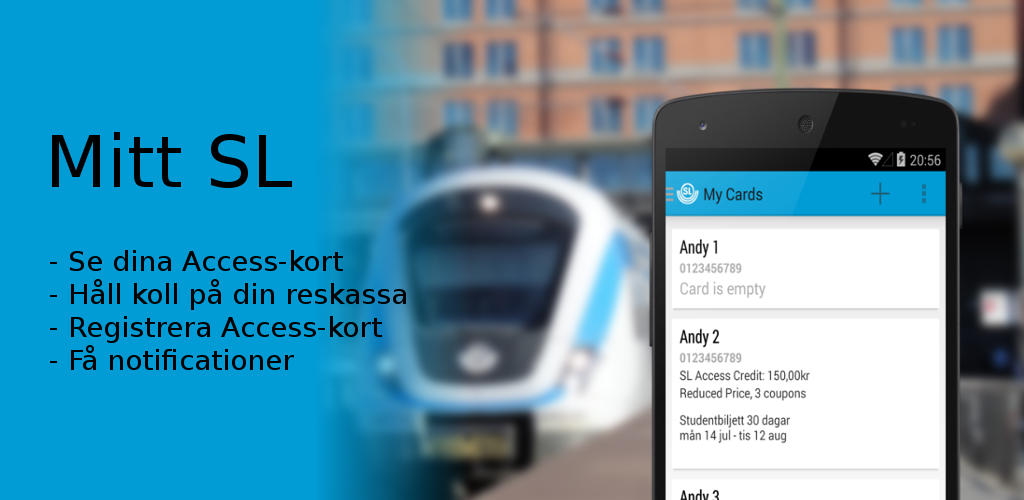 Mitt SL
- Se dina Access-kort
- Håll koll på din reskassa
- Registrera Access-kort
- Få notificationer
20:56
SL
My Cards
Andy 1
0123456789
Card is empty
Andy 2
0123456789
SL Access Credit: 150,00kr
Reduced Price, 3 coupons
Studentbiljett 30 dagar
mån 14 jul - tis 12 aug
Andy 3